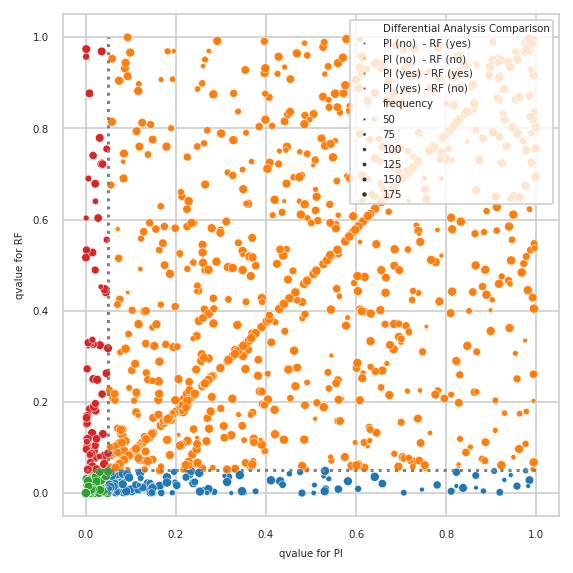 Differential Analysis Comparison
PI (no) - RF (yes)
PI (no) - RF (no)
PI (yes) - RF (yes)
PI (yes) - RF (no)
frequency
50
75
100
125
150
175
1.0
0.8
0.6
0.4
0.2
0.0
qvalue for RF
0.0 0.2 0.4 0.6 0.8 1.0
qvalue for PI